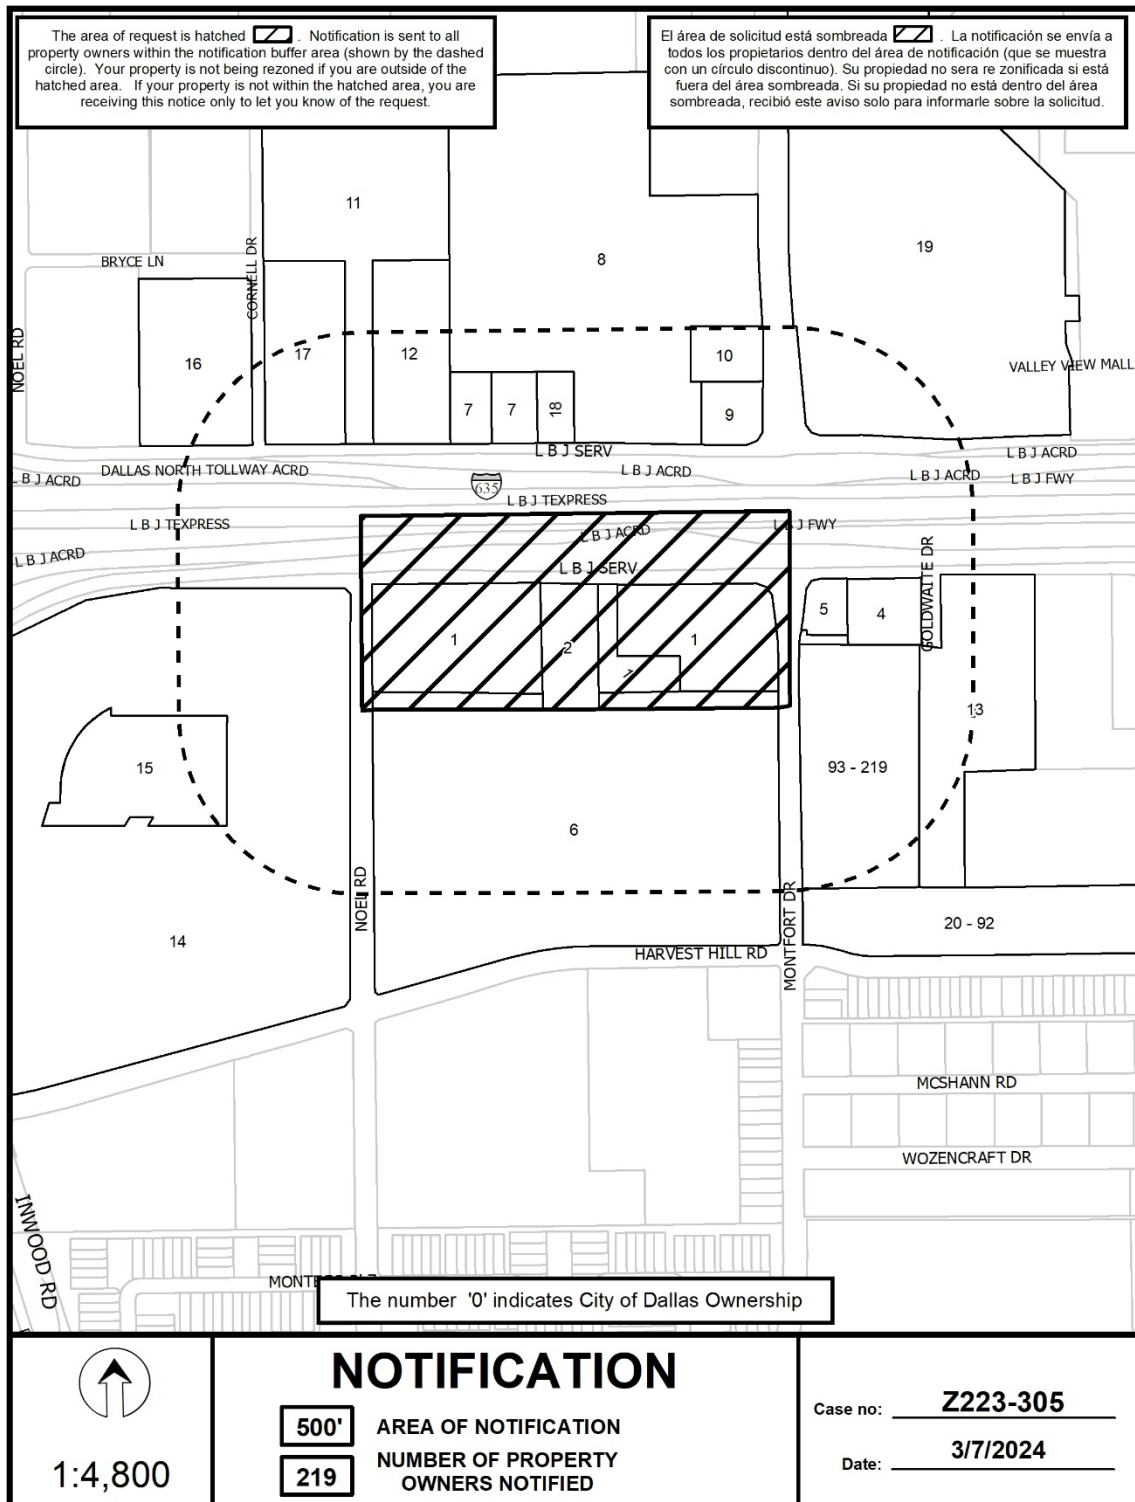 The area of request is hatched . Notification is sent to all
property owners within the notification buffer area (shown by the dashed
circle). Your property is not being rezoned if you are outside of the
hatched area. If your property is not within the hatched area, you are
receiving this notice only to let you know of the request.
El área de solicitud está sombreada . La notificación se envía a
todos los propietarios dentro del área de notificación (que se muestra
con un círculo discontinuo). Su propiedad no sera re zonificada si está
fuera del área sombreada. Si su propiedad no está dentro del área
sombreada, recibió este aviso solo para informarle sobre la solicitud.
11
8
19
BRYCE LN
CORNELL DR
NOEL RD
16
17
12
10
VALLEY VIEW MALL
7
7
18
9
L B J SERV
L B J ACRD
DALLAS NORTH TOLLWAY ACRD
L B J ACRD
L B J ACRD
L B J ACRD
L B J FWY
635
L B J TEXPRESS
L B J TEXPRESS
L B J FWY
L B J ACRD
L B J ACRD
L B J SERV
GOLDWAITE DR
1
2
1
1
5
4
13
15
93 - 219
6
NOEL RD
MONTFORT DR
14
20 - 92
HARVEST HILL RD
MCSHANN RD
WOZENCRAFT DR
INWOOD RD
The number '0' indicates City of Dallas Ownership
1:4,800
NOTIFICATION
500' AREA OF NOTIFICATION
219 NUMBER OF PROPERTY
OWNERS NOTIFIED
Case no: Z223-305
Date: 3/7/2024